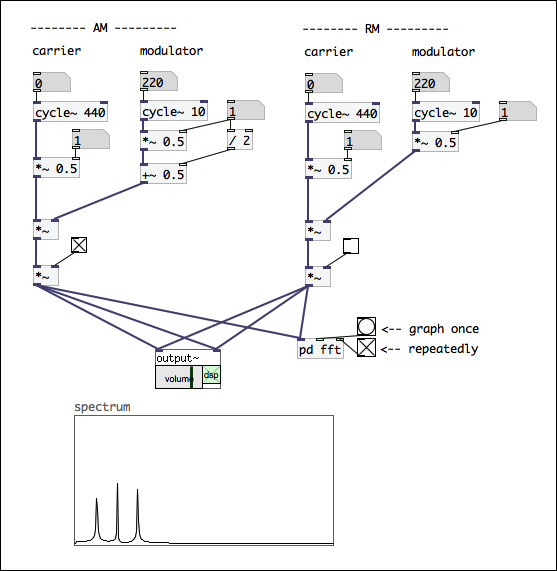 ------- AM ---------
------- RM ---------
carrier
modulator
carrier
modulator
0
220
0
220
cycle~ 440
cycle~ 10
1
cycle~ 440
cycle~ 10
1
1
*~ 0.5
/ 2
1
*~ 0.5
*~ 0.5
+~ 0.5
*~ 0.5
*~
*~
*~
*~
<-- graph once
output~
pd fft
<-- repeatedly
volume
dsp
spectrum